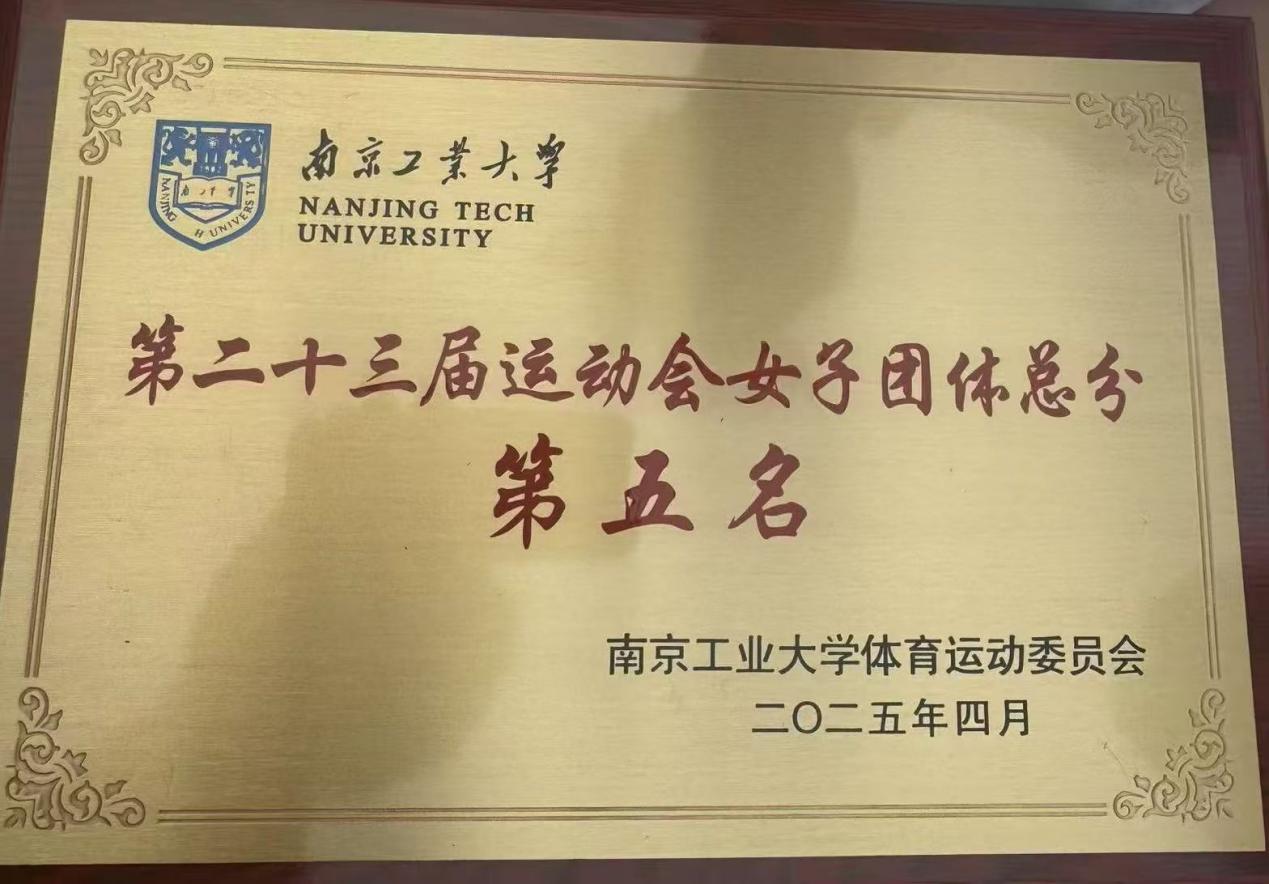 南京工業大學
NANJING TECH
UNIVERSITY
第二十三届运动会女子团体总分
第五名
南京工业大学体育运动委员会
二〇二五年四月